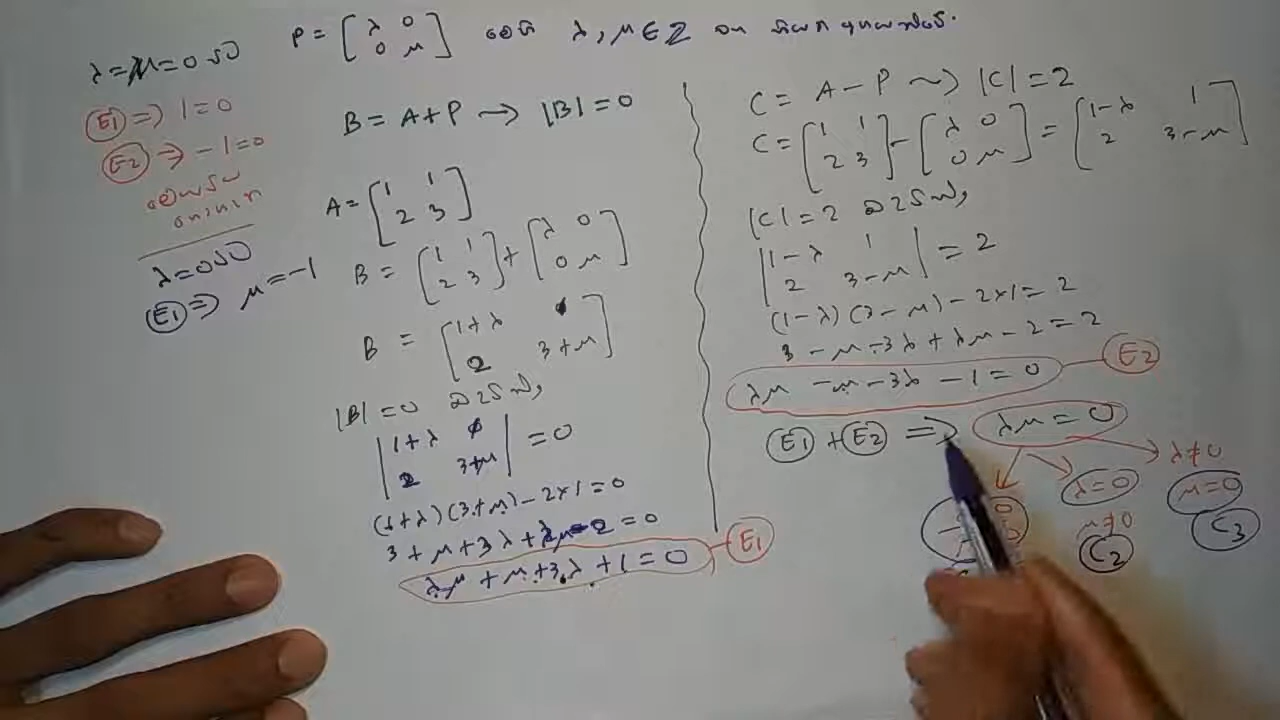 P = [λ 0; 0 μ] λ, μ ∈ Z
λ = μ = 0
E1 ⇒ 1 = 0
E2 ⇒ -1 = 0
λ = 0
E1 ⇒ μ = -1
B = A + P ⇝ |B| = 0
A = [1 1; 2 3]
B = [1 1; 2 3] + [λ 0; 0 μ]
B = [1+λ ; 2 3+μ]
|B| = 0
|1+λ ; 2 3+μ| = 0
(1+λ)(3+μ) - 2×1 = 0
3 + μ + 3λ + λμ - 2 = 0
λμ + μ + 3λ + 1 = 0 E1
C = A - P ⇝ |C| = 2
C = [1 1; 2 3] - [λ 0; 0 μ] = [1-λ 1; 2 3-μ]
|C| = 2
|1-λ 1; 2 3-μ| = 2
(1-λ)(3-μ) - 2×1 = 2
3 - μ - 3λ + λμ - 2 = 2
λμ - μ - 3λ - 1 = 0 E2
E1 + E2 ⇒ λμ = 0
λ = 0
μ ≠ 0
C2
λ ≠ 0
μ = 0
C3